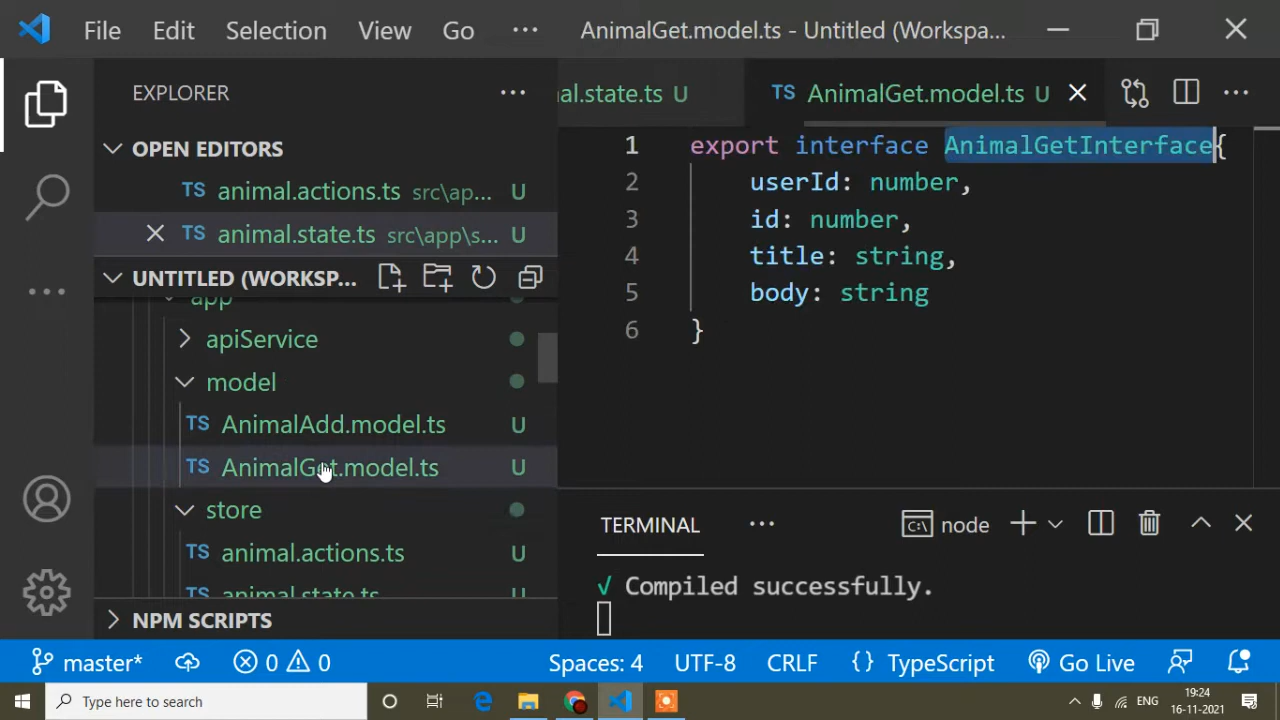 File Edit Selection View Go ··· AnimalGet.model.ts - Untitled (Workspa...
EXPLORER ···
al.state.ts U TS AnimalGet.model.ts U
OPEN EDITORS
TS animal.actions.ts src\ap... U
TS animal.state.ts src\app\s... U
UNTITLED (WORKSP...
app
apiService
model
TS AnimalAdd.model.ts U
TS AnimalGet.model.ts U
store
TS animal.actions.ts U
animal.state.ts U
NPM SCRIPTS
1 export interface AnimalGetInterface{
2 userId: number,
3 id: number,
4 title: string,
5 body: string
6 }
TERMINAL ··· node
√ Compiled successfully.
master* 0 0 Spaces: 4 UTF-8 CRLF {} TypeScript Go Live
Type here to search ENG 19:24
16-11-2021